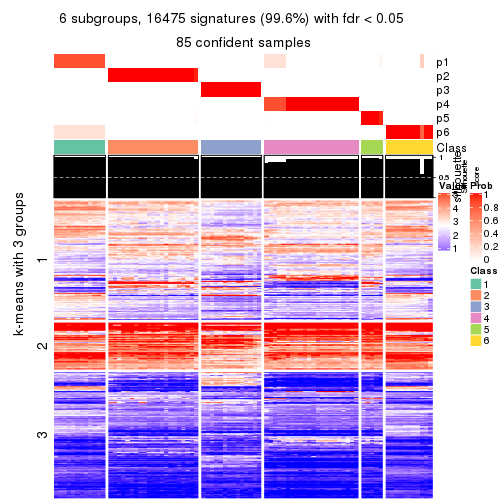 6 subgroups, 16475 signatures (99.6%) with fdr < 0.05
85 confident samples
p1
p2
p3
p4
p5
p6
Class
1
0.5
silhouette
score
k-means with 3 groups
1
2
3
Value
5
4
3
2
1
Prob
1
0.8
0.6
0.4
0.2
0
Class
1
2
3
4
5
6